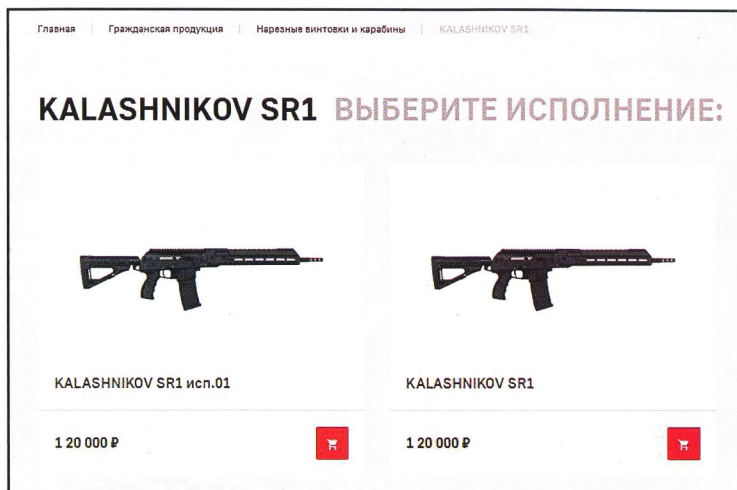 Главная | Гражданская продукция | Нарезные винтовки и карабины | KALASHNIKOV SR1
KALASHNIKOV SR1 ВЫБЕРИТЕ ИСПОЛНЕНИЕ:
KALASHNIKOV SR1 исп.01
KALASHNIKOV SR1
1 20 000 ₽
1 20 000 ₽